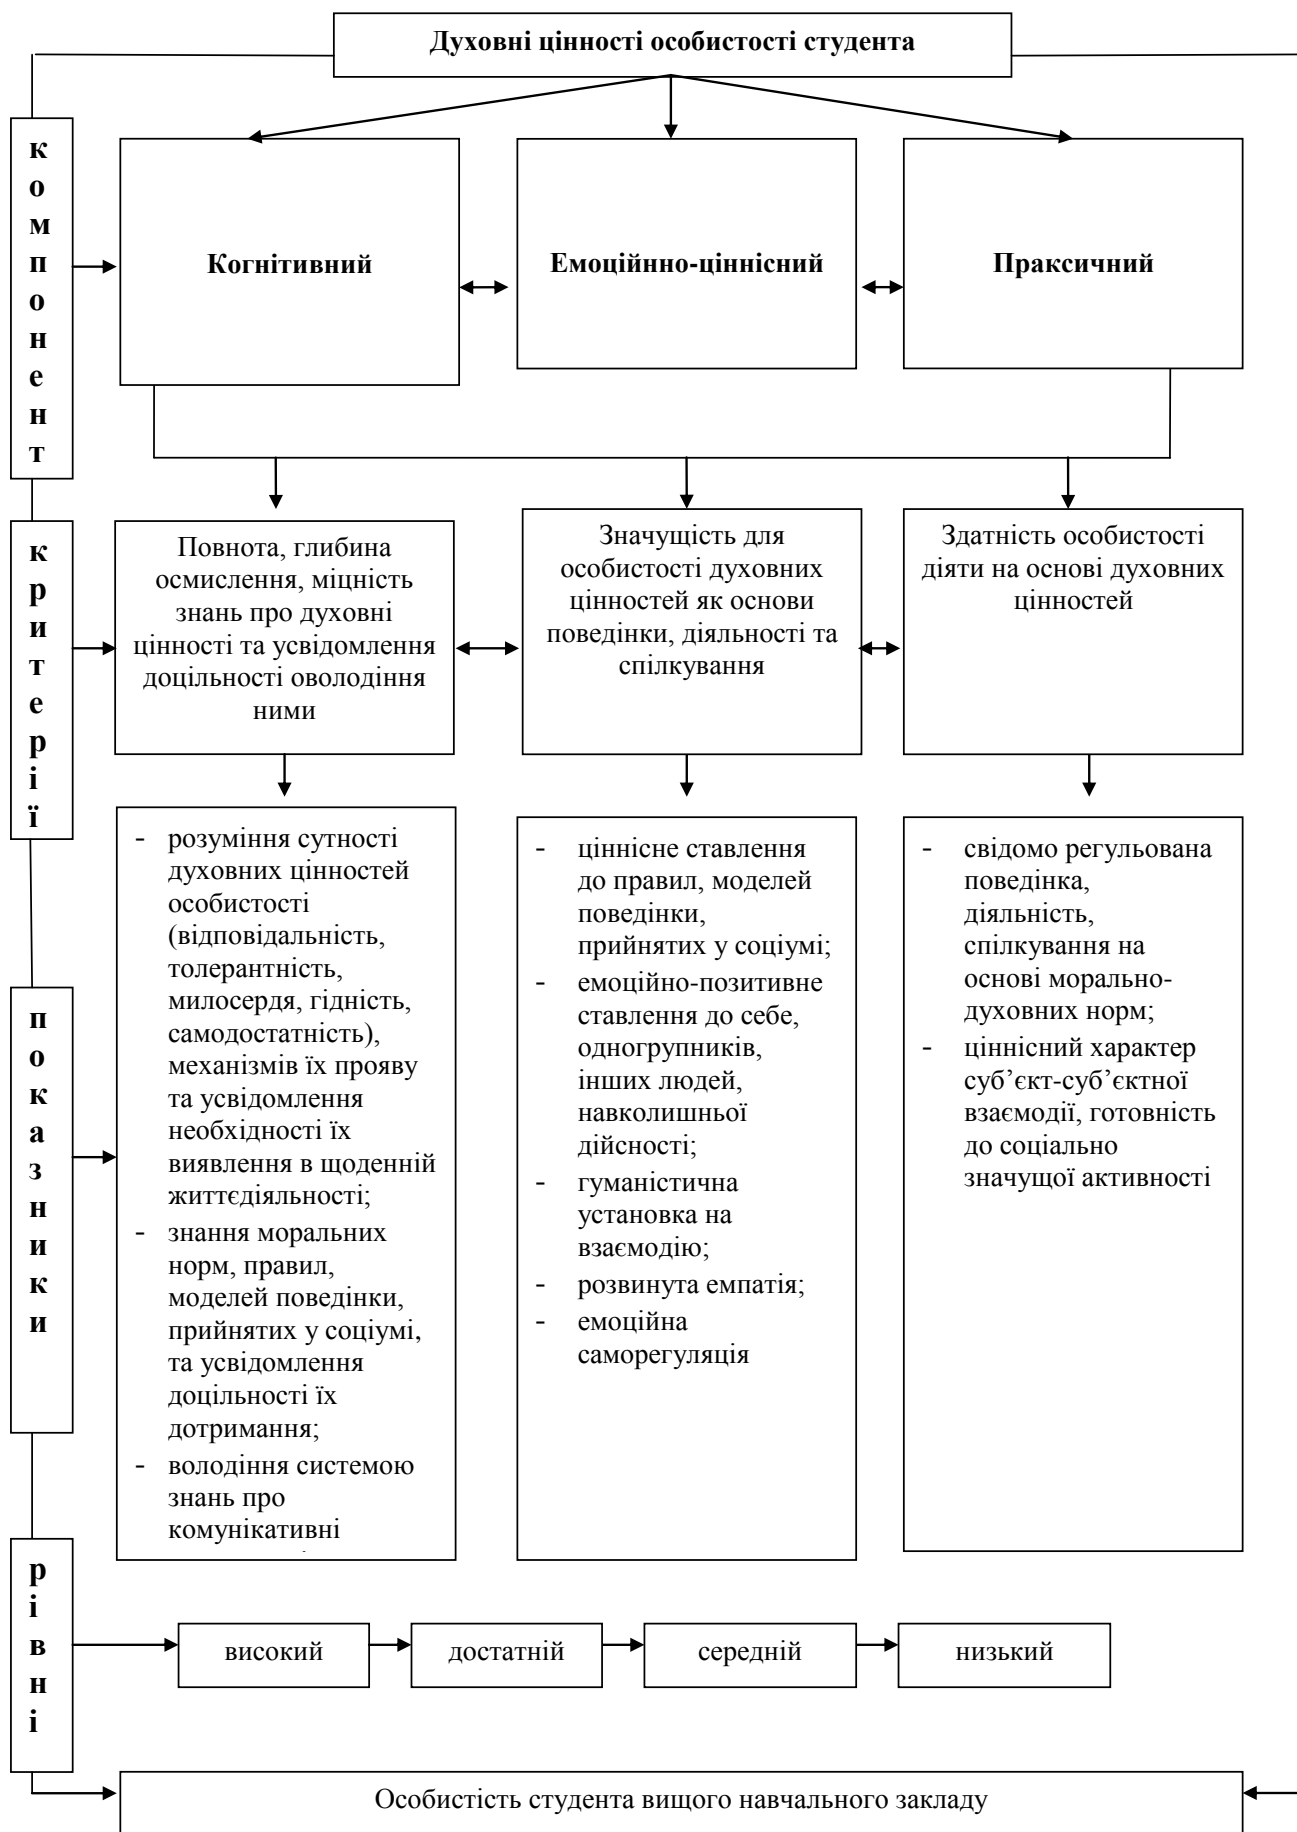 Духовні цінності особистості студента
компонент
Когнітивний
Емоційнно-ціннісний
Праксичний
критерії
Повнота, глибина
осмислення, міцність
знань про духовні
цінності та усвідомлення
доцільності оволодіння
ними
Значущість для
особистості духовних
цінностей як основи
поведінки, діяльності та
спілкування
Здатність особистості
діяти на основі духовних
цінностей
показники
- розуміння сутності
духовних цінностей
особистості
(відповідальність,
толерантність,
милосердя, гідність,
самодостатність),
механізмів їх прояву
та усвідомлення
необхідності їх
виявлення в щоденній
життєдіяльності;
- знання моральних
норм, правил,
моделей поведінки,
прийнятих у соціумі,
та усвідомлення
доцільності їх
дотримання;
- володіння системою
знань про
комунікативні
- ціннісне ставлення
до правил, моделей
поведінки,
прийнятих у соціумі;
- емоційно-позитивне
ставлення до себе,
одногрупників,
інших людей,
навколишньої
дійсності;
- гуманістична
установка на
взаємодію;
- розвинута емпатія;
- емоційна
саморегуляція
- свідомо регульована
поведінка,
діяльність,
спілкування на
основі морально-
духовних норм;
- ціннісний характер
суб’єкт-суб’єктної
взаємодії, готовність
до соціально
значущої активності
рівні
високий
достатній
середній
низький
Особистість студента вищого навчального закладу